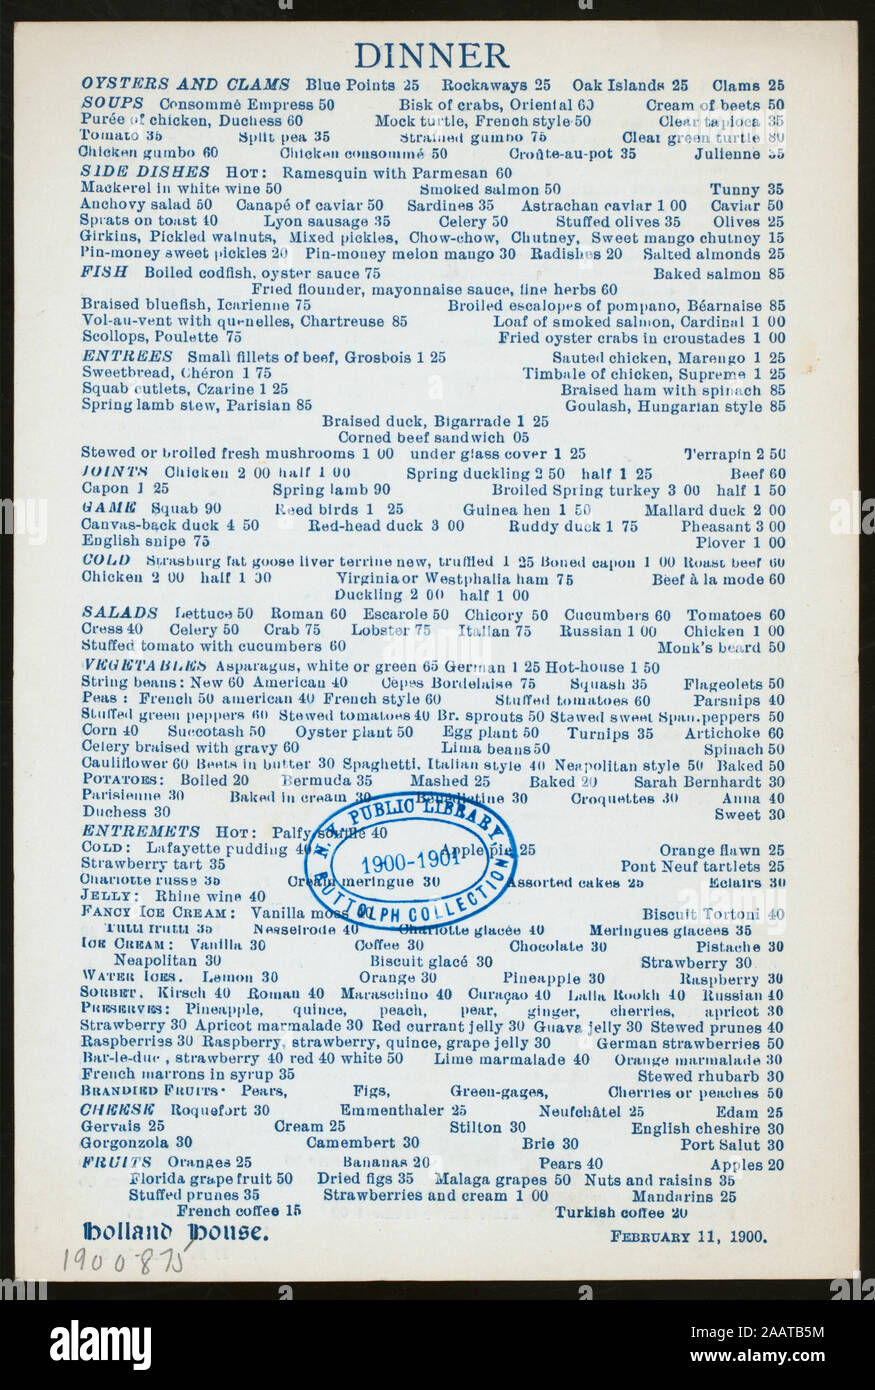 DINNER
OYSTERS AND CLAMS Blue Points 25 Rockaways 25 Oak Islands 25 Clams 25
SOUPS Consommé Empress 50 Bisk of crabs, Oriental 60 Cream of beets 50
Purée of chicken, Duchess 60 Mock turtle, French style 50 Clear tapioca 35
Tomato 35 Split pea 35 Strained gumbo 75 Clear green turtle 80
Chicken gumbo 60 Chicken consommé 50 Croûte-au-pot 35 Julienne 35
SIDE DISHES HOT: Ramesquin with Parmesan 60
Mackerel in white wine 50 Smoked salmon 50 Tunny 35
Anchovy salad 50 Canapé of caviar 50 Sardines 35 Astrachan caviar 1 00 Caviar 50
Sprats on toast 40 Lyon sausage 35 Celery 50 Stuffed olives 35 Olives 25
Girkins, Pickled walnuts, Mixed pickles, Chow-chow, Chutney, Sweet mango chutney 15
Pin-money sweet pickles 20 Pin-money melon mango 30 Radishes 20 Salted almonds 25
FISH Boiled codfish, oyster sauce 75 Baked salmon 85
Fried flounder, mayonnaise sauce, fine herbs 60
Braised bluefish, Icarienne 75 Broiled escalopes of pompano, Béarnaise 85
Vol-au-vent with quenelles, Chartreuse 85 Loaf of smoked salmon, Cardinal 1 00
Scollops, Poulette 75 Fried oyster crabs in croustades 1 00
ENTREES Small fillets of beef, Grosbois 1 25 Sauted chicken, Marengo 1 25
Sweetbread, Chéron 1 75 Timbale of chicken, Supreme 1 25
Squab cutlets, Czarine 1 25 Braised ham with spinach 85
Spring lamb stew, Parisian 85 Goulash, Hungarian style 85
Braised duck, Bigarrade 1 25
Corned beef sandwich 05
Stewed or broiled fresh mushrooms 1 00 under glass cover 1 25 Terrapin 2 50
JOINTS Chicken 2 00 half 1 00 Spring duckling 2 50 half 1 25 Beef 60
Capon 1 25 Spring lamb 90 Broiled Spring turkey 3 00 half 1 50
GAME Squab 90 Reed birds 1 25 Guinea hen 1 50 Mallard duck 2 00
Canvas-back duck 4 50 Red-head duck 3 00 Ruddy duck 1 75 Pheasant 3 00
English snipe 75 Plover 1 00
COLD Strasburg fat goose liver terrine new, truffled 1 25 Boned capon 1 00 Roast beef 60
Chicken 2 00 half 1 00 Virginia or Westphalia ham 75 Beef à la mode 60
Duckling 2 00 half 1 00
SALADS Lettuce 50 Roman 60 Escarole 50 Chicory 50 Cucumbers 60 Tomatoes 60
Cress 40 Celery 50 Crab 75 Lobster 75 Italian 75 Russian 1 00 Chicken 1 00
Stuffed tomato with cucumbers 60 Monk's beard 50
VEGETABLES Asparagus, white or green 65 German 1 25 Hot-house 1 50
String beans: New 60 American 40 Cèpes Bordelaise 75 Squash 35 Flageolets 50
Peas : French 50 american 40 French style 60 Stuffed tomatoes 60 Parsnips 40
Stuffed green peppers 60 Stewed tomatoes 40 Br. sprouts 50 Stewed sweet Span. peppers 50
Corn 40 Succotash 50 Oyster plant 50 Egg plant 50 Turnips 35 Artichoke 60
Celery braised with gravy 60 Lima beans 50 Spinach 50
Cauliflower 60 Beets in butter 30 Spaghetti, Italian style 40 Neapolitan style 50 Baked 50
POTATOES: Boiled 20 Bermuda 35 Mashed 25 Baked 20 Sarah Bernhardt 30
Parisienne 30 Baked in cream 30 Bénédictine 30 Croquettes 30 Anna 40
Duchess 30 Sweet 30
ENTREMETS HOT: Palfy souffle 40
COLD: Lafayette pudding 40 Apple pie 25 Orange flawn 25
Strawberry tart 35 Pont Neuf tartlets 25
Charlotte russe 35 Cream meringue 30 Assorted cakes 25 Eclairs 30
JELLY: Rhine wine 40
FANCY ICE CREAM: Vanilla moss 40 Biscuit Tortoni 40
Tutti frutti 35 Nesselrode 40 Charlotte glacée 40 Meringues glacees 35
ICE CREAM: Vanilla 30 Coffee 30 Chocolate 30 Pistache 30
Neapolitan 30 Biscuit glacé 30 Strawberry 30
WATER ICES. Lemon 30 Orange 30 Pineapple 30 Raspberry 30
SORBET. Kirsch 40 Roman 40 Maraschino 40 Curaçao 40 Lalla Rookh 40 Russian 40
PRESERVES: Pineapple, quince, peach, pear, ginger, cherries, apricot 30
Strawberry 30 Apricot marmalade 30 Red currant jelly 30 Guava jelly 30 Stewed prunes 40
Raspberries 30 Raspberry, strawberry, quince, grape jelly 30 German strawberries 50
Bar-le-duc, strawberry 40 red 40 white 50 Lime marmalade 40 Orange marmalade 30
French marrons in syrup 35 Stewed rhubarb 30
BRANDIED FRUITS: Pears, Figs, Green-gages, Cherries or peaches 50
CHEESE Roquefort 30 Emmenthaler 25 Neufchâtel 25 Edam 25
Gervais 25 Cream 25 Stilton 30 English cheshire 30
Gorgonzola 30 Camembert 30 Brie 30 Port Salut 30
FRUITS Oranges 25 Bananas 20 Pears 40 Apples 20
Florida grape fruit 50 Dried figs 35 Malaga grapes 50 Nuts and raisins 35
Stuffed prunes 35 Strawberries and cream 1 00 Mandarins 25
French coffee 15 Turkish coffee 20
Holland House. FEBRUARY 11, 1900.
1900-875
N. Y. PUBLIC LIBRARY
1900-1901
BUTTOLPH COLLECTION
alamy
Image ID: 2AATB5M
www.alamy.com